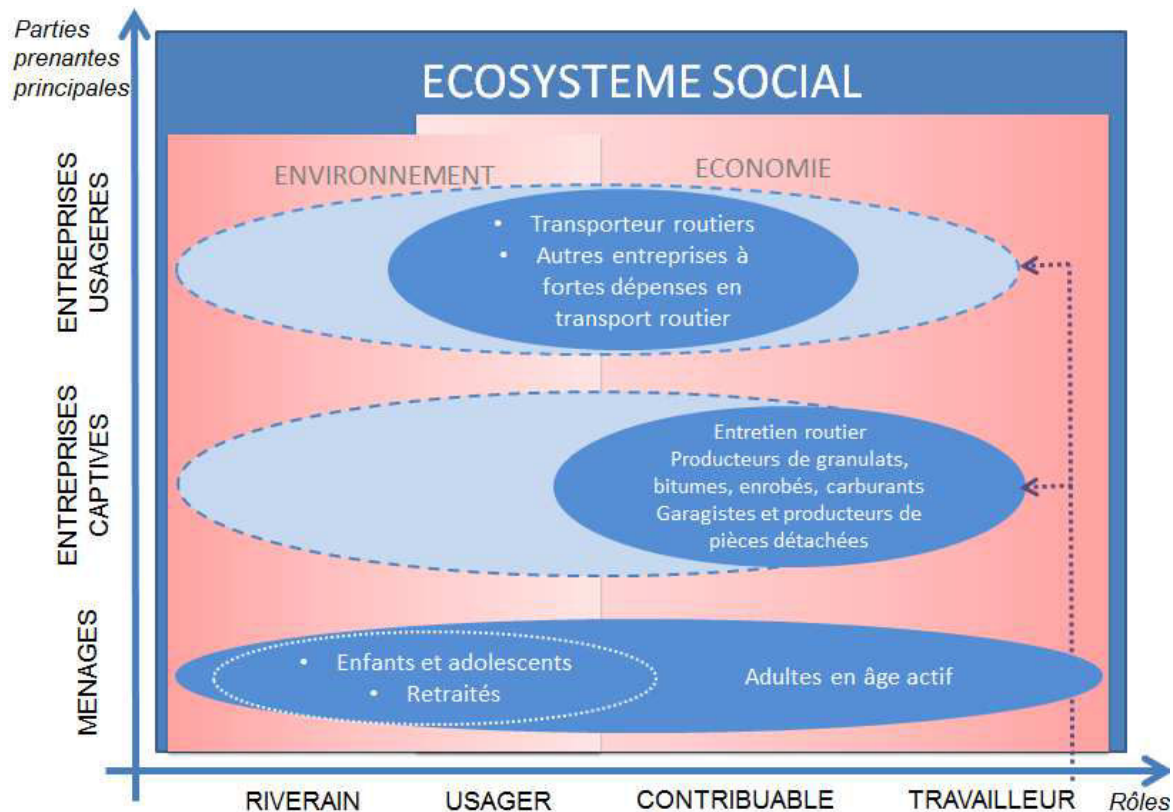 Parties
prenantes
principales
ECOSYSTEME SOCIAL
ENVIRONNEMENT
ECONOMIE
ENTREPRISES
USAGERES
• Transporteur routiers
• Autres entreprises à
fortes dépenses en
transport routier
ENTREPRISES
CAPTIVES
Entretien routier
Producteurs de granulats,
bitumes, enrobés, carburants
Garagistes et producteurs de
pièces détachées
MENAGES
• Enfants et adolescents
• Retraités
Adultes en âge actif
RIVERAIN
USAGER
CONTRIBUABLE
TRAVAILLEUR
Rôles